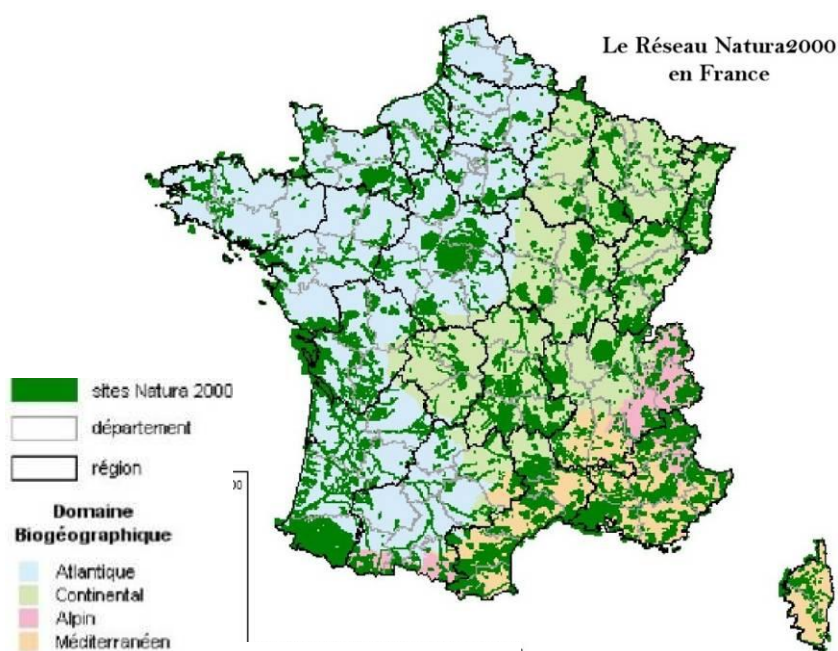 Le Réseau Natura2000
en France
sites Natura 2000
département
région
Domaine
Biogéographique
Atlantique
Continental
Alpin
Méditerranéen